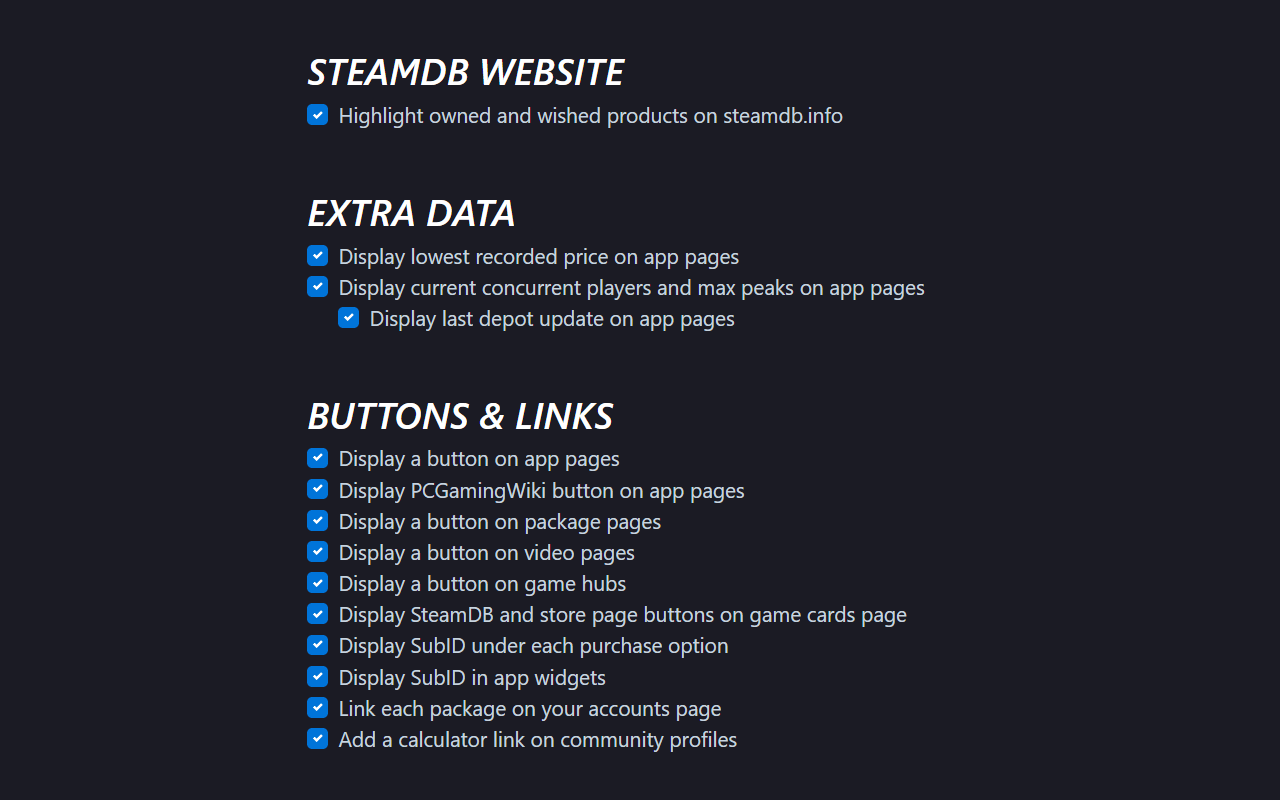 STEAMDB WEBSITE
Highlight owned and wished products on steamdb.info
EXTRA DATA
Display lowest recorded price on app pages
Display current concurrent players and max peaks on app pages
Display last depot update on app pages
BUTTONS & LINKS
Display a button on app pages
Display PCGamingWiki button on app pages
Display a button on package pages
Display a button on video pages
Display a button on game hubs
Display SteamDB and store page buttons on game cards page
Display SubID under each purchase option
Display SubID in app widgets
Link each package on your accounts page
Add a calculator link on community profiles